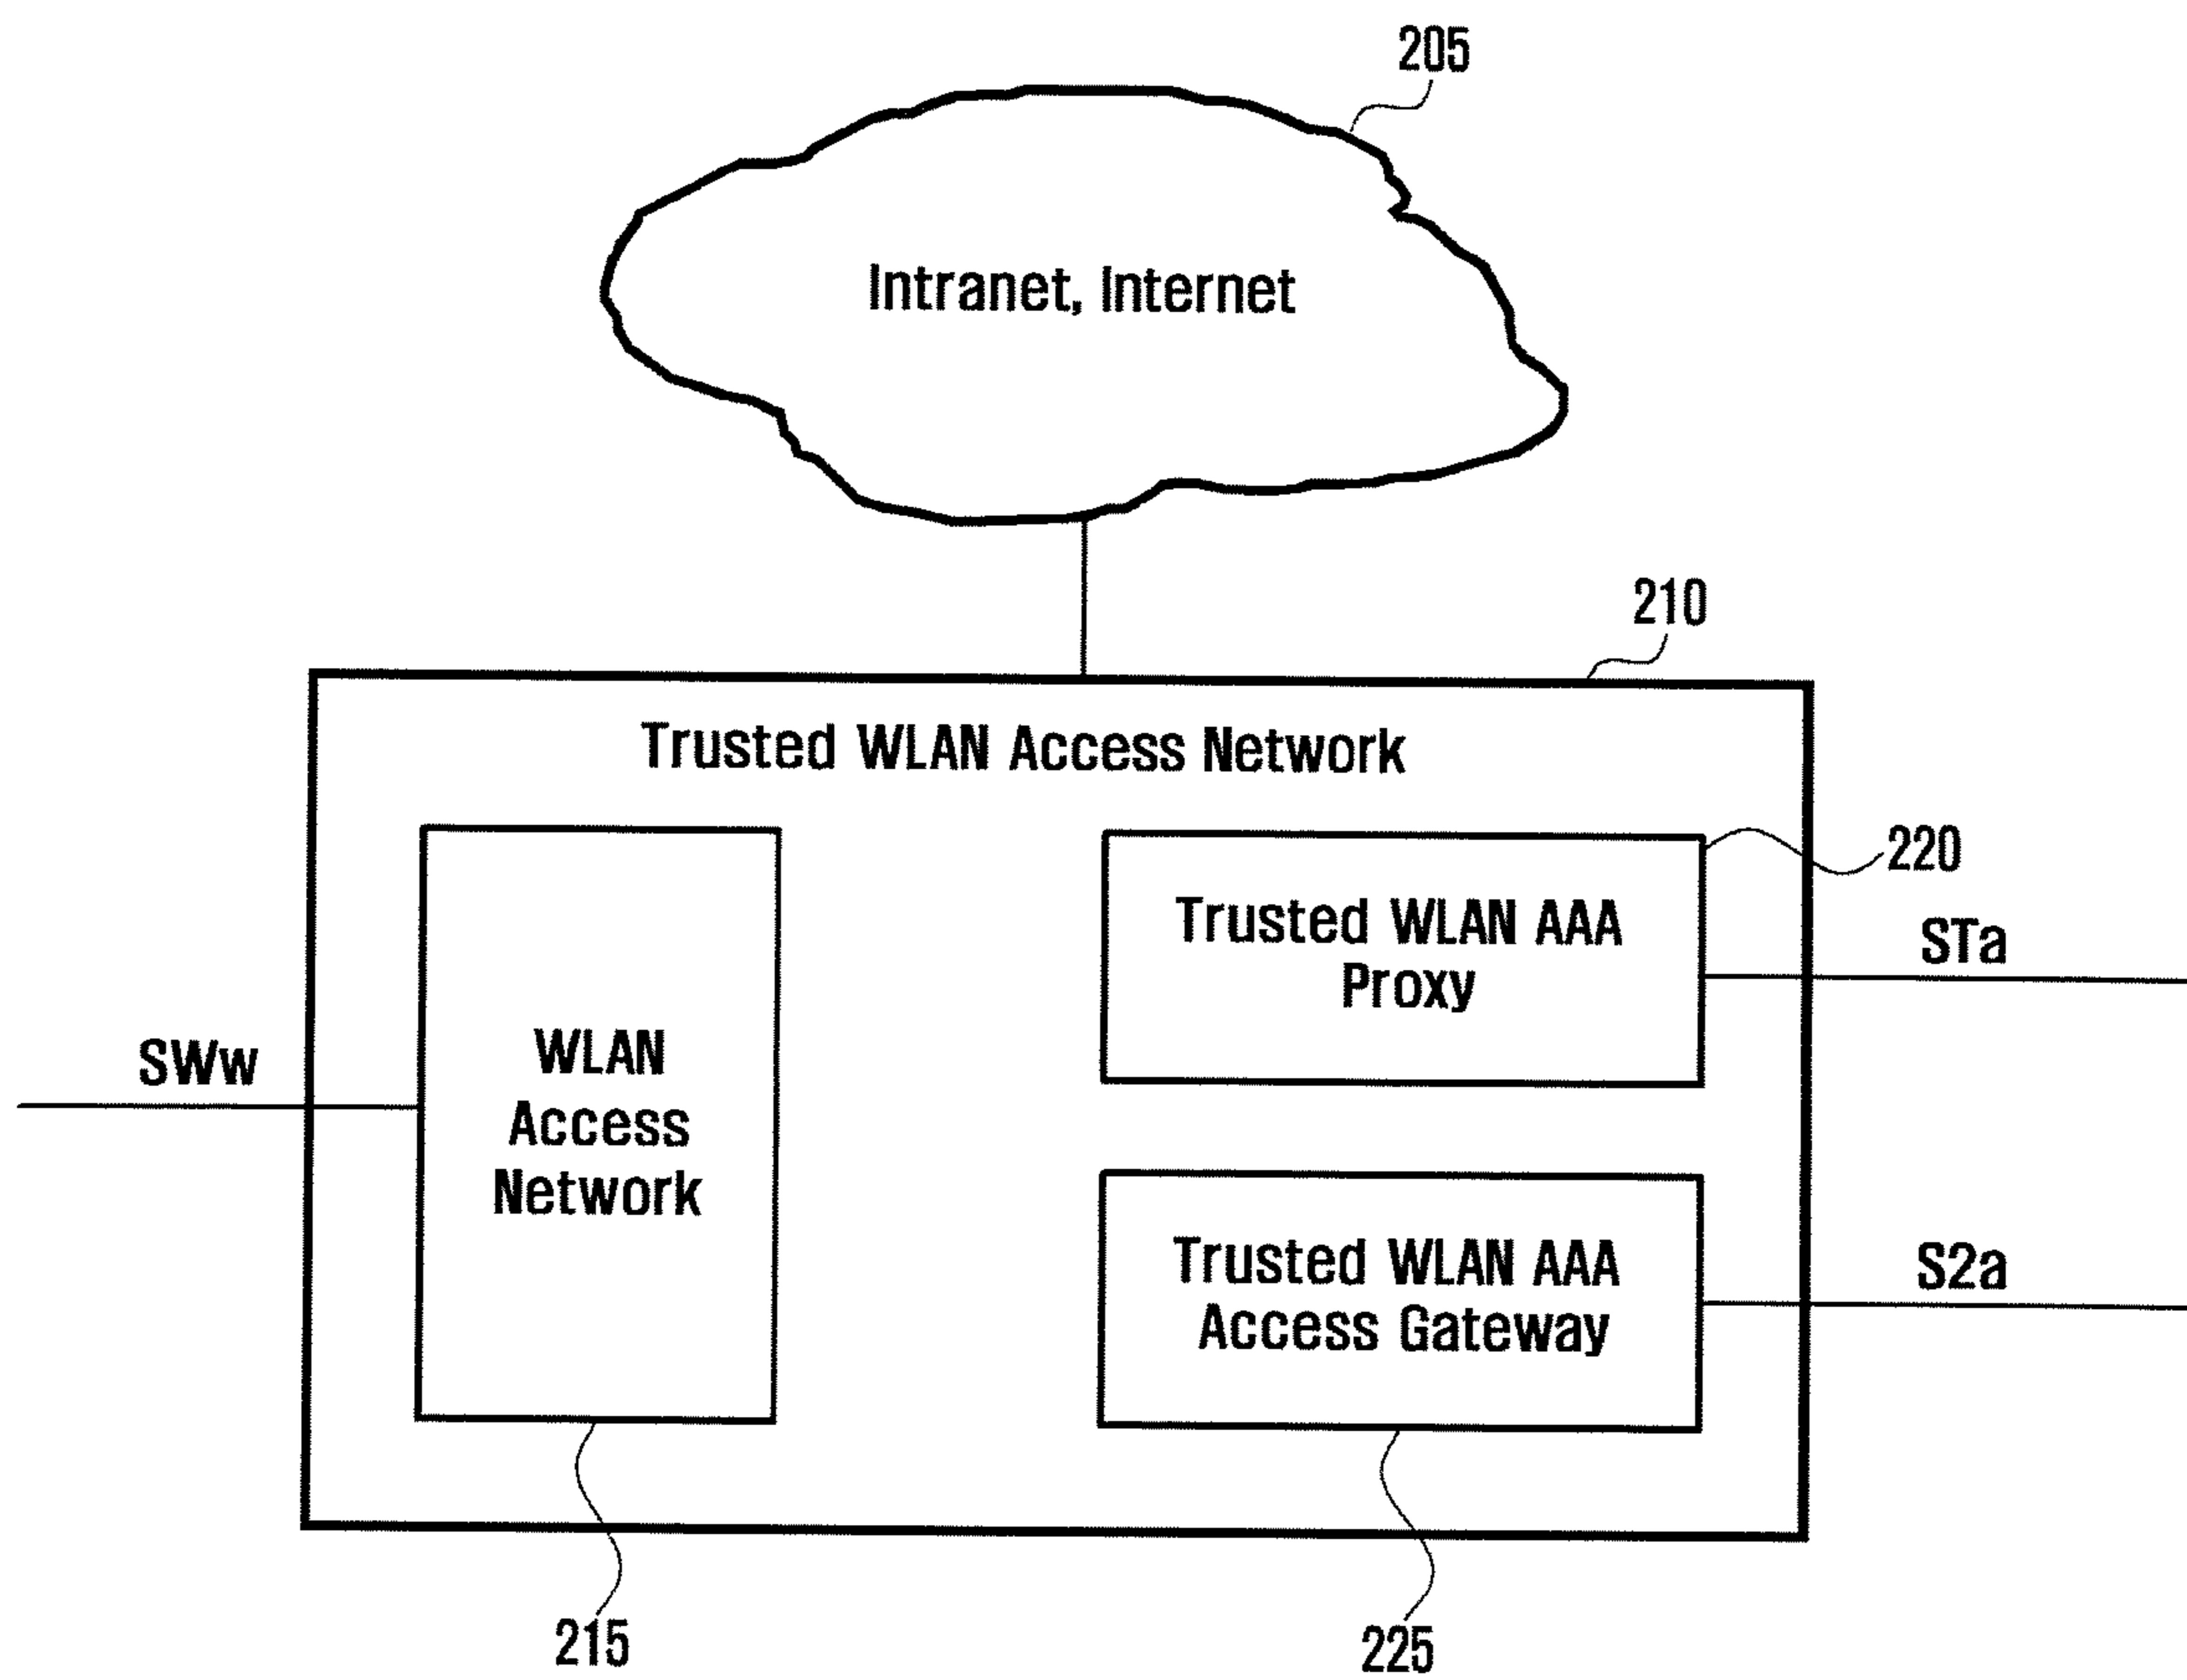 205
Intranet, Internet
210
Trusted WLAN Access Network
220
Trusted WLAN AAA
Proxy
STa
SWw
WLAN
Access
Network
Trusted WLAN AAA
Access Gateway
S2a
215
225